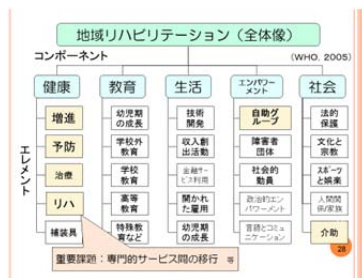 地域リハビリテーション（全体像）
コンポーネント
(WHO, 2005)
健康
教育
生活
エンパワー
メント
社会
エレメント
増進
予防
治療
リハ
補装具
幼児期
の成長
学校外
教育
学校
教育
高等
教育
特殊教
育など
技術
開発
収入創
出活動
金融サー
ビス利用
開かれ
た雇用
幼児期
の成長
自助グ
ループ
障害者
団体
社会的
動員
政治的エン
パワーメント
言語とコミュ
ニケーション
法的
保護
文化と
宗教
スポーツ
と娯楽
人間関
係/家族
介助
重要課題：専門的サービス間の移行 等
28